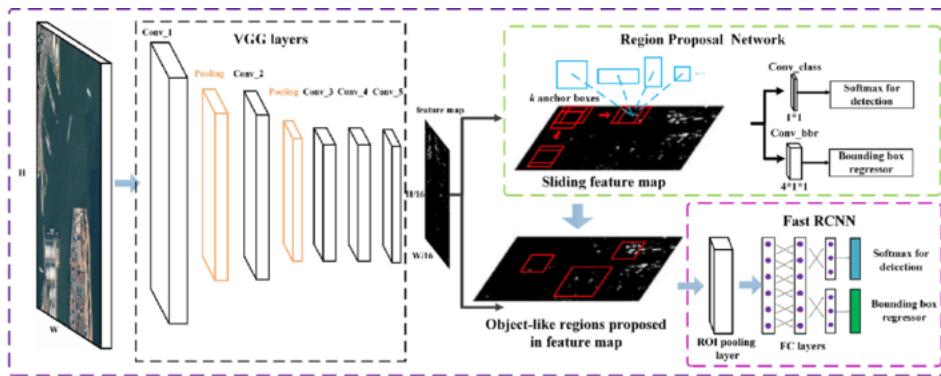 H
W
VGG layers
Conv_1
Pooling
Conv_2
Pooling
Conv_3
Conv_4
Conv_5
feature map
H/16
W/16
Region Proposal Network
k anchor boxes
...
Sliding feature map
Conv_class
1*1
Softmax for
detection
Conv_bbr
4*1*1
Bounding box
regressor
Object-like regions proposed
in feature map
Fast RCNN
ROI pooling
layer
FC layers
Softmax for
detection
Bounding box
regressor